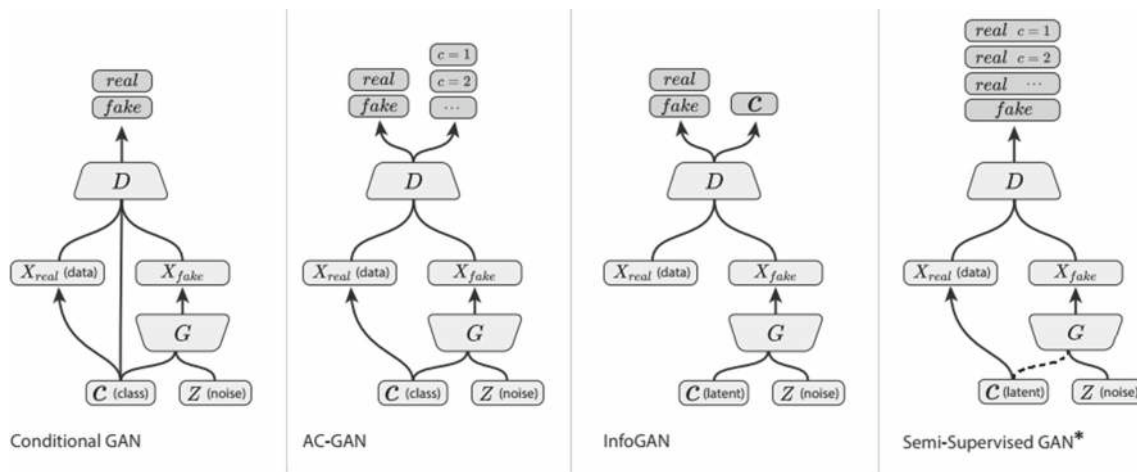 real
fake
D
X_real (data)
X_fake
G
C (class)
Z (noise)
Conditional GAN
c = 1
real
c = 2
fake
...
D
X_real (data)
X_fake
G
C (class)
Z (noise)
AC-GAN
real
fake
C
D
X_real (data)
X_fake
G
C (latent)
Z (noise)
InfoGAN
real c = 1
real c = 2
real ...
fake
D
X_real (data)
X_fake
G
C (latent)
Z (noise)
Semi-Supervised GAN*